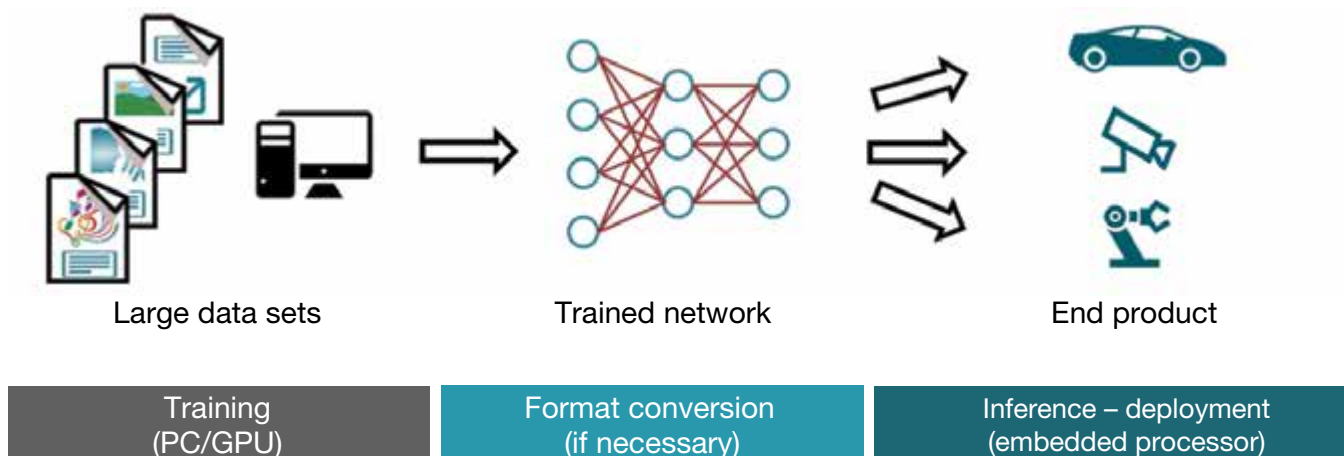 Large data sets
Trained network
End product
Training
(PC/GPU)
Format conversion
(if necessary)
Inference – deployment
(embedded processor)